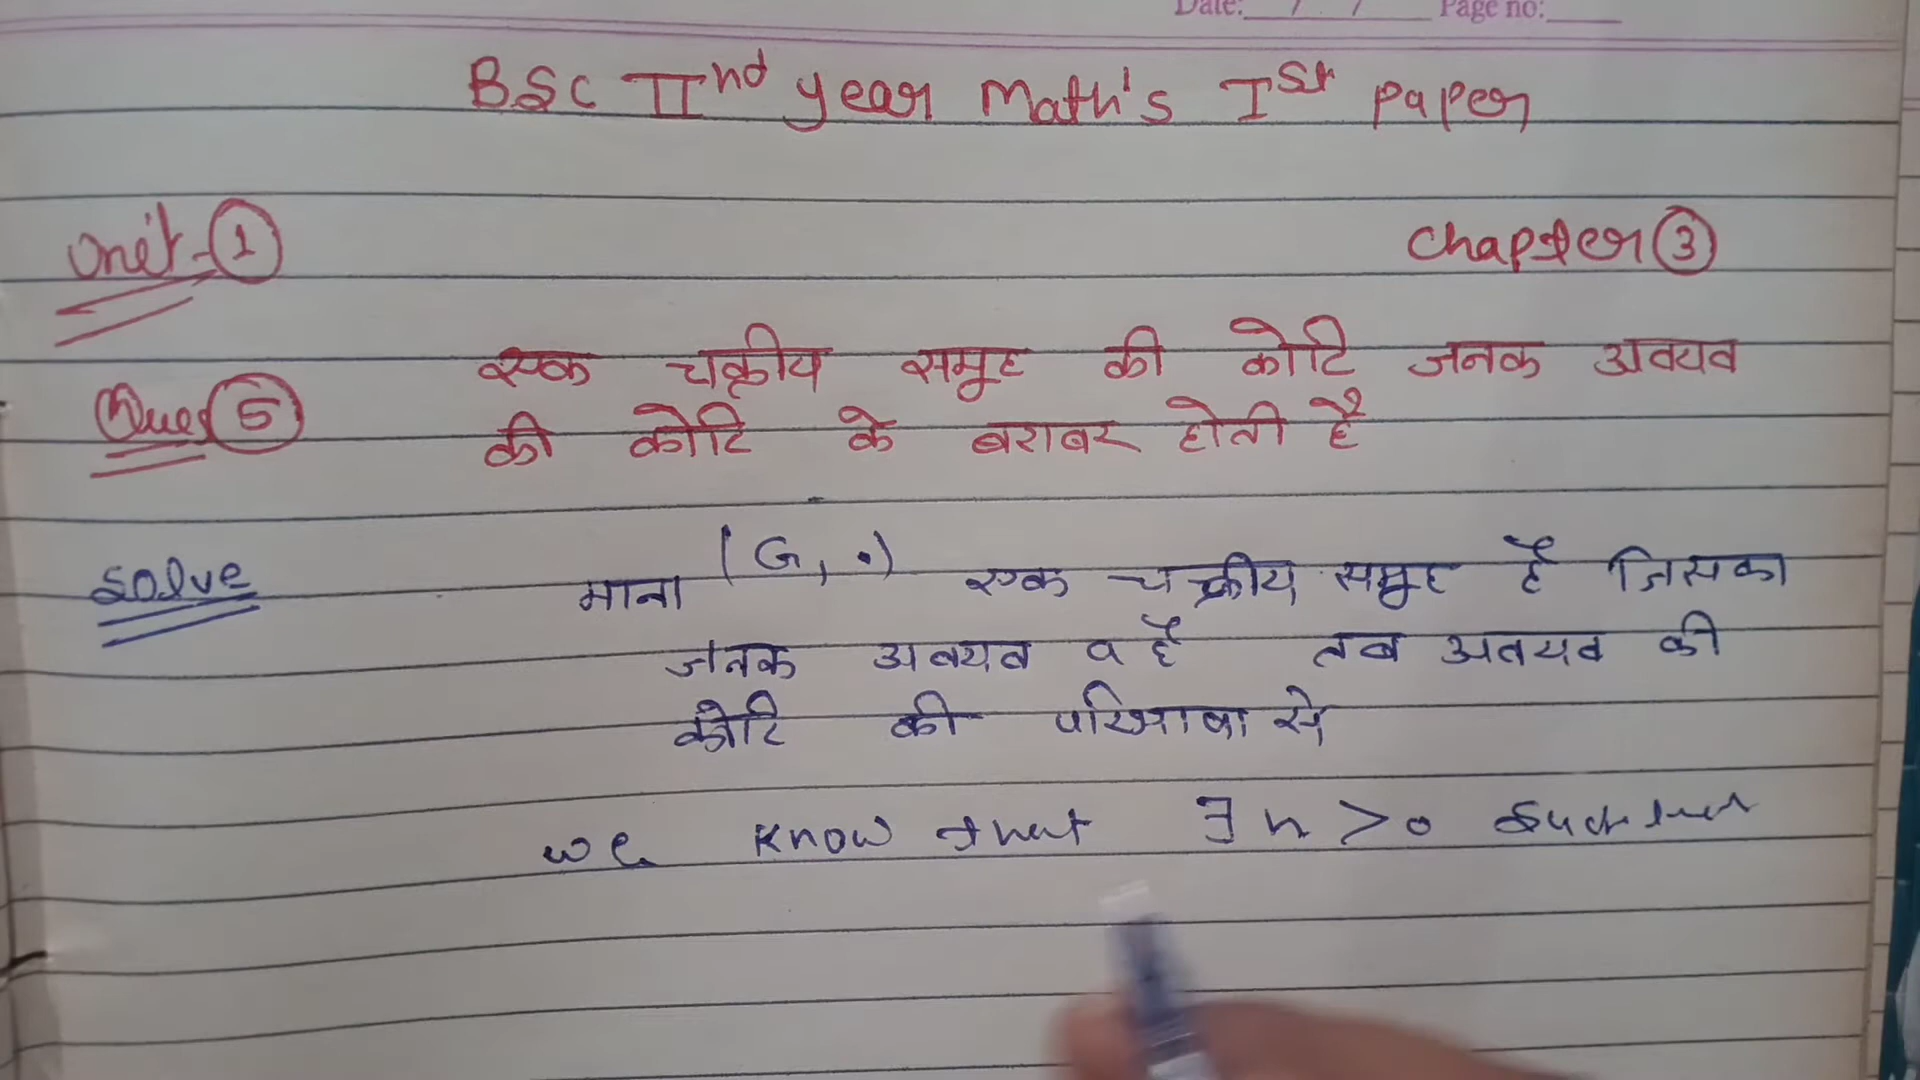 Date: / / Page no:
BSc IInd year Math's Ist paper
Unit-1 Chapter 3
Ques 5 एक चक्रीय समूह की कोटि जनक अवयव
की कोटि के बराबर होती है
Solve माना (G, •) एक चक्रीय समूह है जिसका
जनक अवयव a है तब अवयव की
कोटि की परिभाषा से
we know that ∃ n > 0 such that